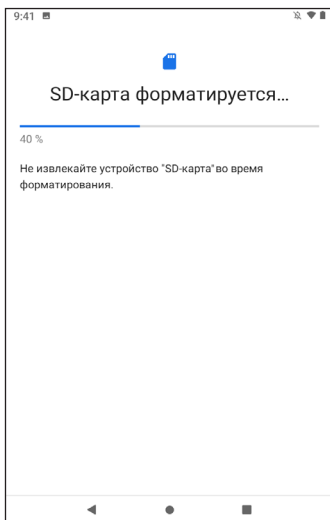 9:41
SD-карта форматируется...
40 %
Не извлекайте устройство "SD-карта" во время
форматирования.